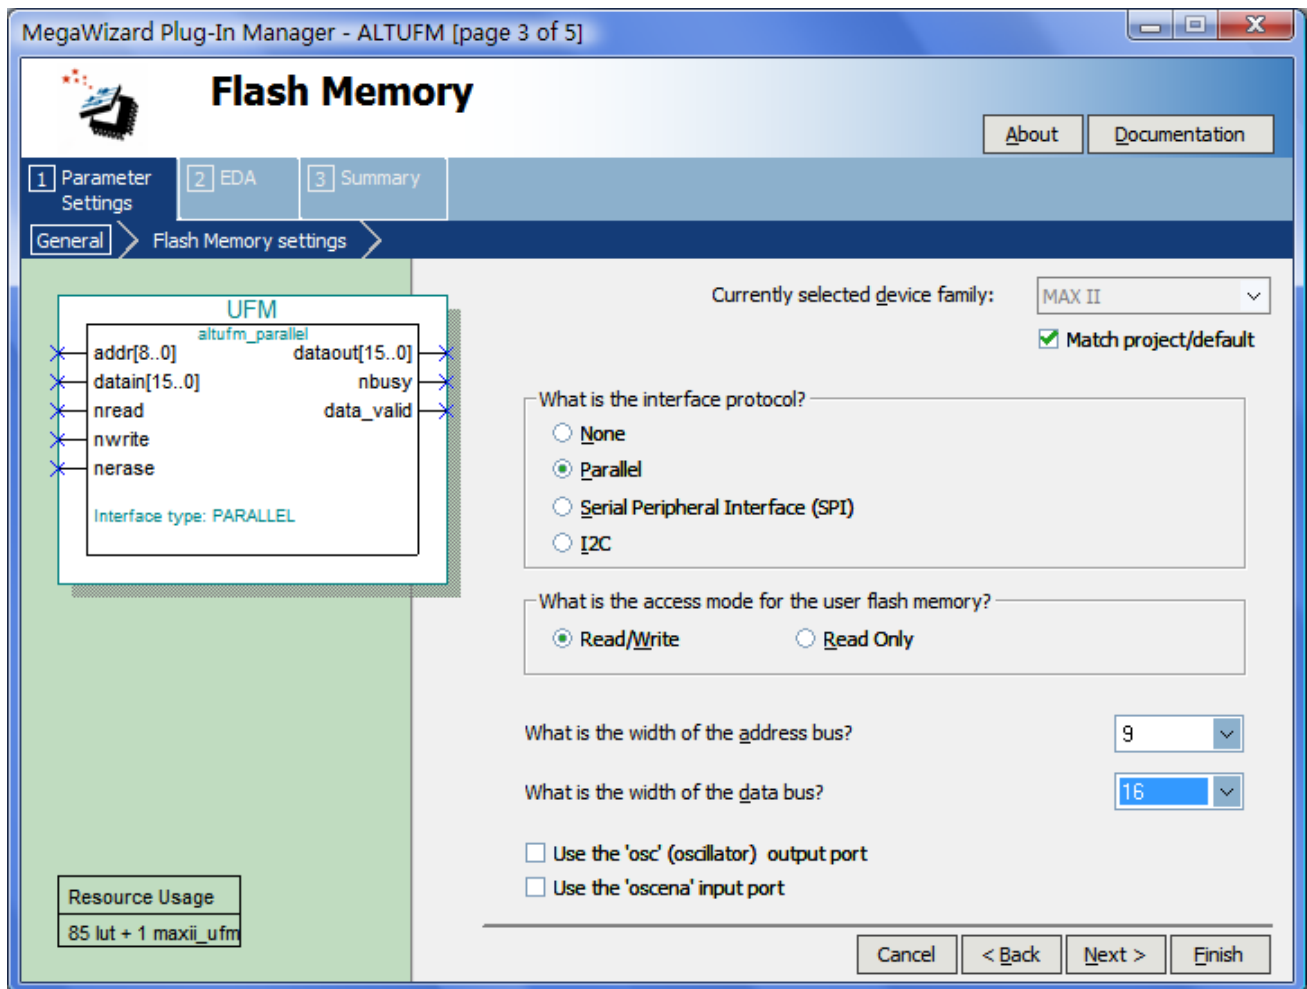 MegaWizard Plug-In Manager - ALTUFM [page 3 of 5]
Flash Memory
About
Documentation
1 Parameter Settings
2 EDA
3 Summary
General
Flash Memory settings
UFM
altufm_parallel
addr[8..0]
dataout[15..0]
datain[15..0]
nbusy
nread
data_valid
nwrite
nerase
Interface type: PARALLEL
Resource Usage
85 lut + 1 maxii_ufm
Currently selected device family:
MAX II
Match project/default
What is the interface protocol?
None
Parallel
Serial Peripheral Interface (SPI)
I2C
What is the access mode for the user flash memory?
Read/Write
Read Only
What is the width of the address bus?
9
What is the width of the data bus?
16
Use the 'osc' (oscillator) output port
Use the 'oscena' input port
Cancel
< Back
Next >
Finish